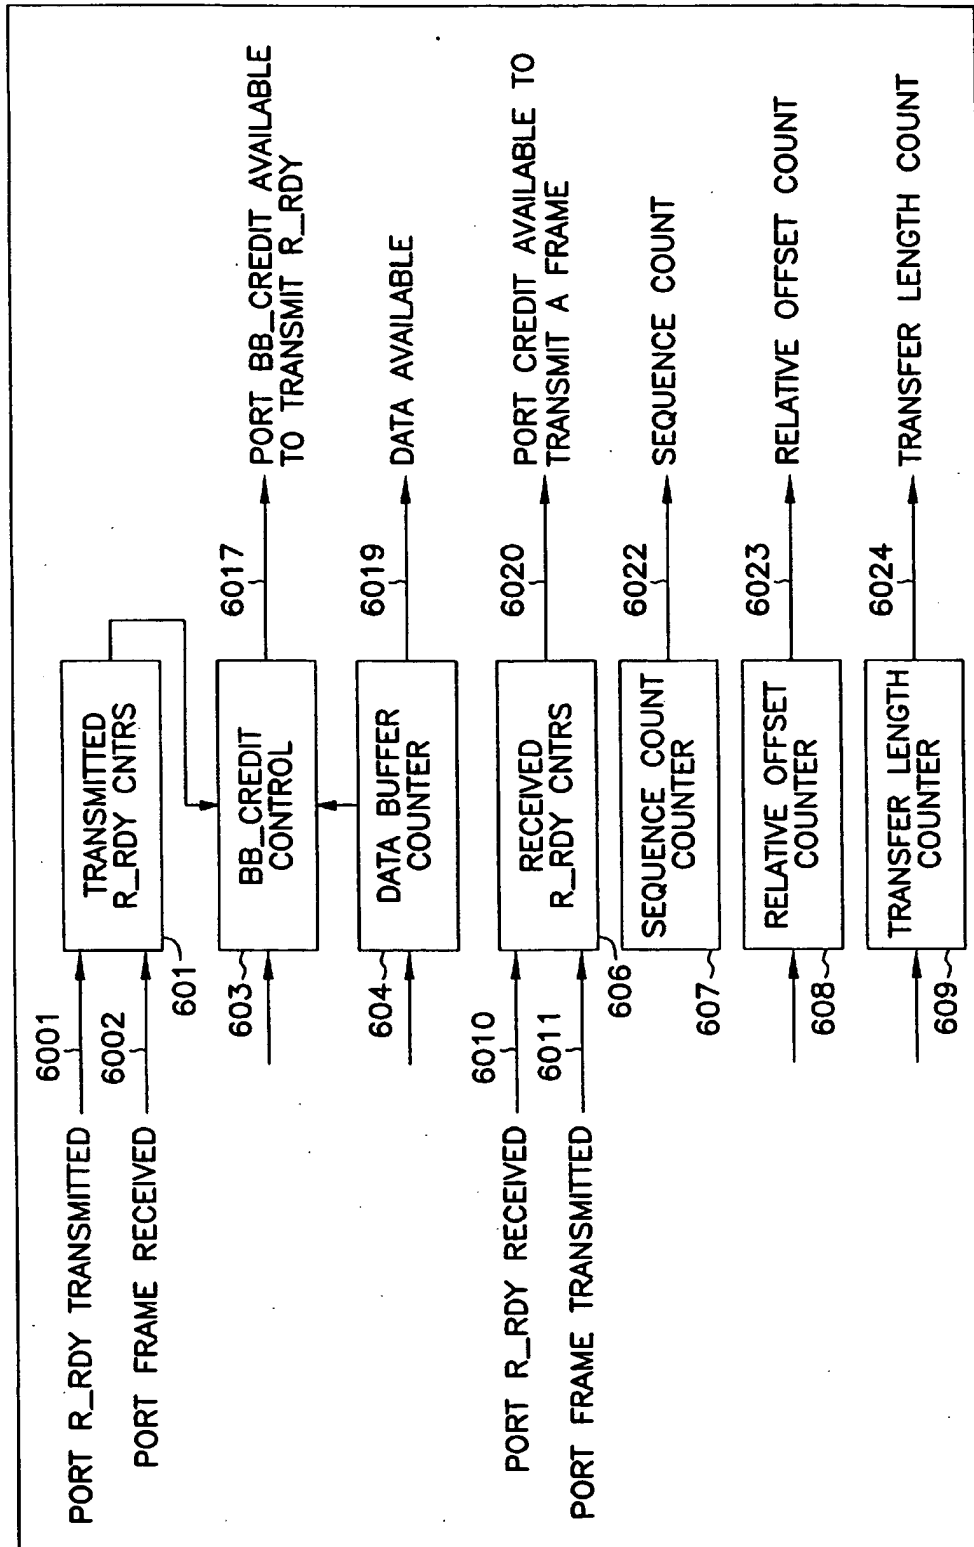 PORT R_RDY TRANSMITTED
6001
PORT FRAME RECEIVED
6002
601
TRANSMITTED
R_RDY CNTRS
603
BB_CREDIT
CONTROL
6017
PORT BB_CREDIT AVAILABLE
TO TRANSMIT R_RDY
604
DATA BUFFER
COUNTER
6019
DATA AVAILABLE
PORT R_RDY RECEIVED
6010
PORT FRAME TRANSMITTED
6011
606
RECEIVED
R_RDY CNTRS
6020
PORT CREDIT AVAILABLE TO
TRANSMIT A FRAME
607
SEQUENCE COUNT
COUNTER
6022
SEQUENCE COUNT
608
RELATIVE OFFSET
COUNTER
6023
RELATIVE OFFSET COUNT
609
TRANSFER LENGTH
COUNTER
6024
TRANSFER LENGTH COUNT